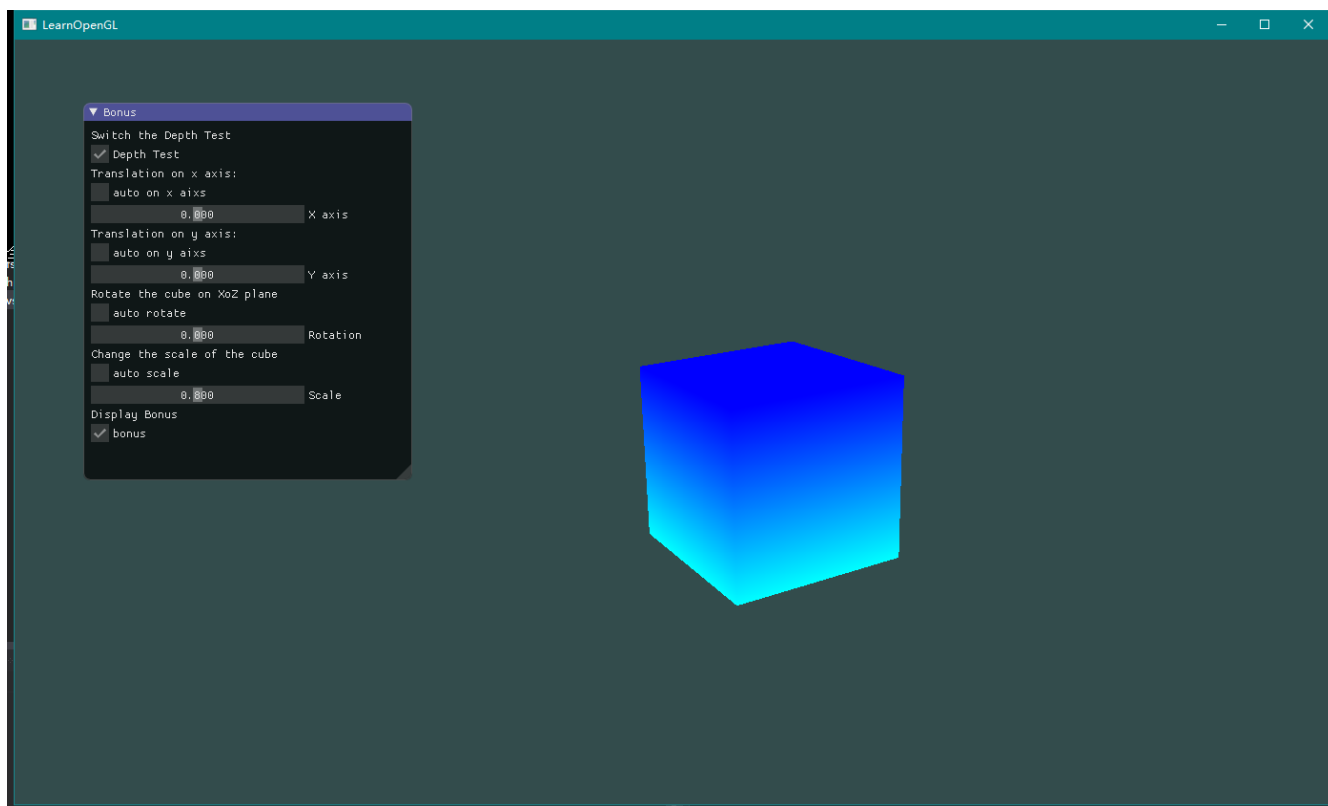 LearnOpenGL
Bonus
Switch the Depth Test
Depth Test
Translation on x axis:
auto on x aixs
0.000 X axis
Translation on y axis:
auto on y aixs
0.000 Y axis
Rotate the cube on XoZ plane
auto rotate
0.000 Rotation
Change the scale of the cube
auto scale
0.800 Scale
Display Bonus
bonus